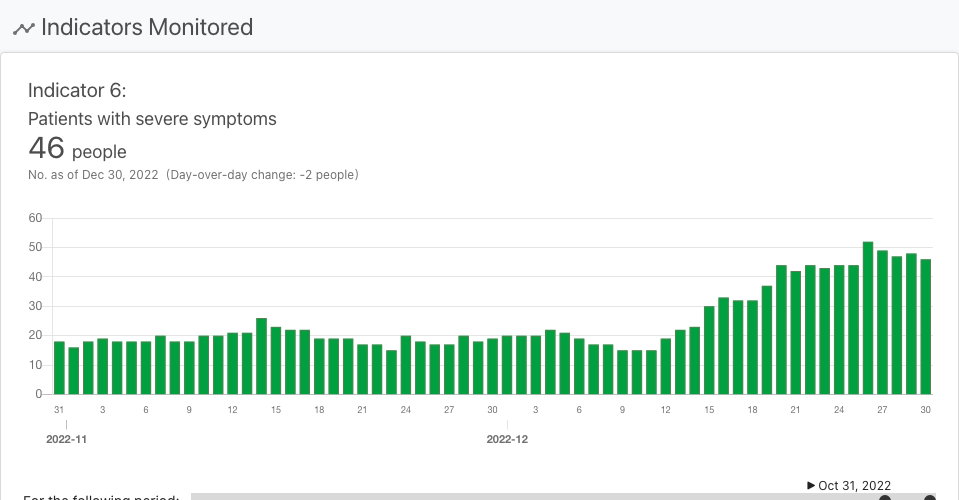 Indicators Monitored
Indicator 6:
Patients with severe symptoms
46 people
No. as of Dec 30, 2022 (Day-over-day change: -2 people)
60
50
40
30
20
10
0
31 3 6 9 12 15 18 21 24 27 30 3 6 9 12 15 18 21 24 27 30
2022-11 2022-12
▶ Oct 31, 2022
For the following period: